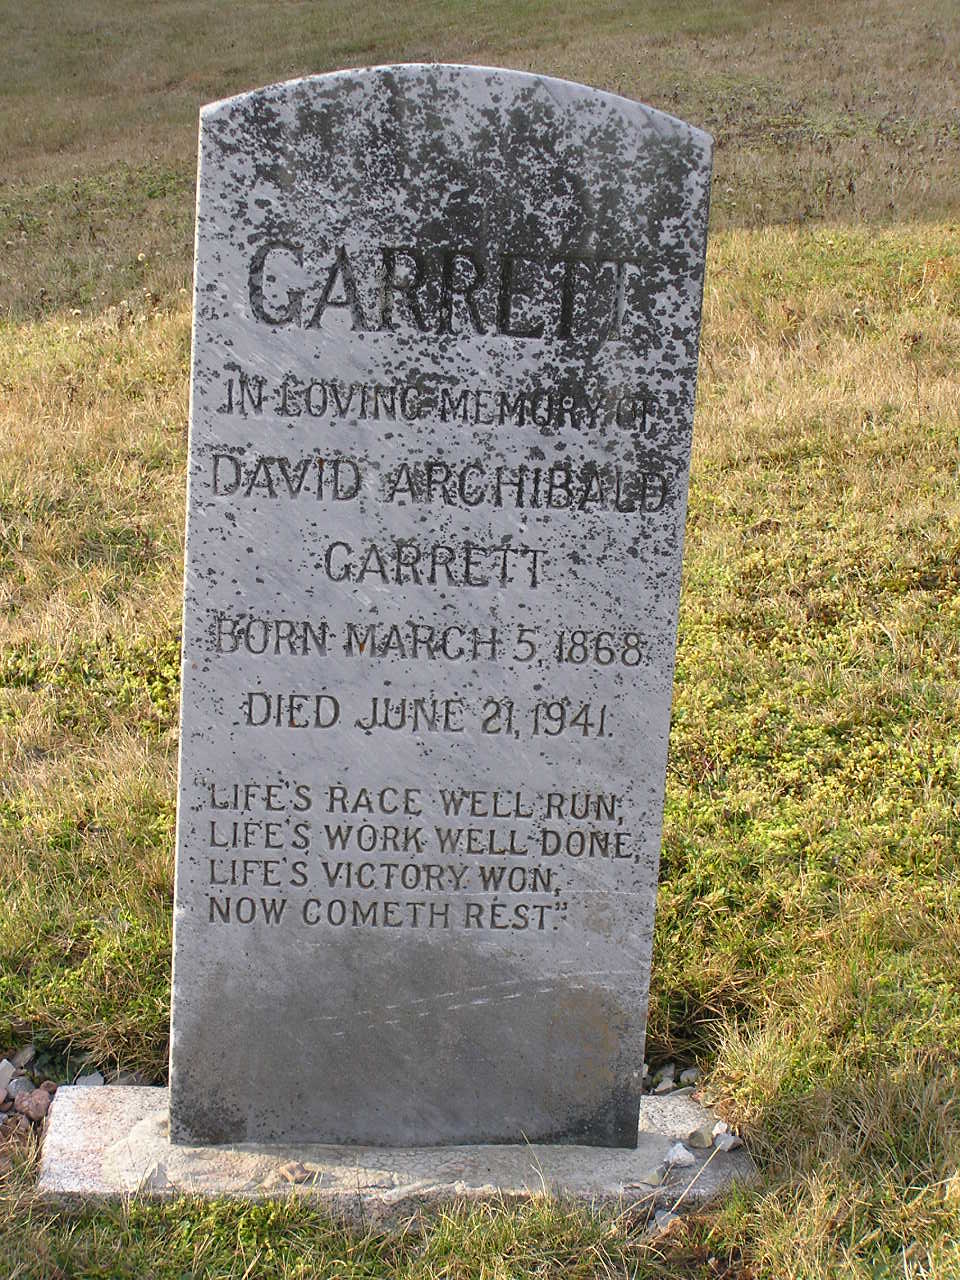 GARRETT
IN LOVING MEMORY OF
DAVID ARCHIBALD
GARRETT
BORN MARCH 5, 1868
DIED JUNE 21, 1941.
"LIFE'S RACE WELL RUN,
LIFE'S WORK WELL DONE,
LIFE'S VICTORY WON,
NOW COMETH REST."